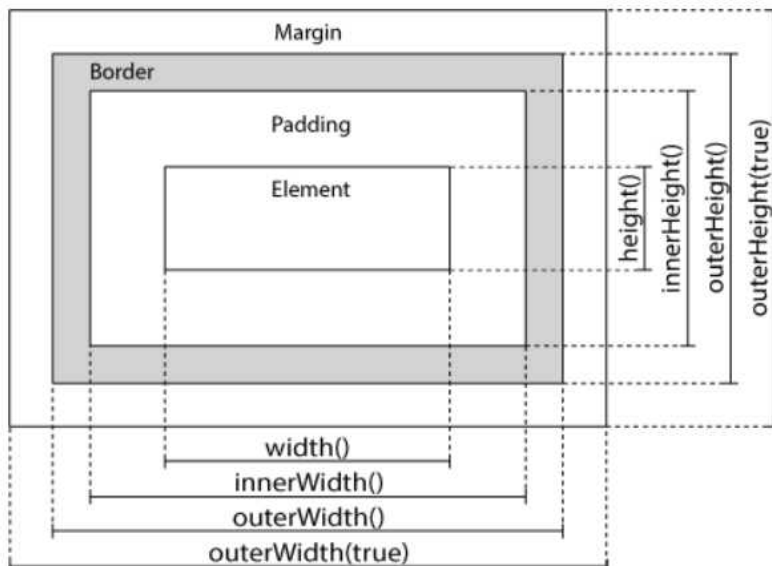 Margin
Border
Padding
Element
height()
innerHeight()
outerHeight()
outerHeight(true)
width()
innerWidth()
outerWidth()
outerWidth(true)